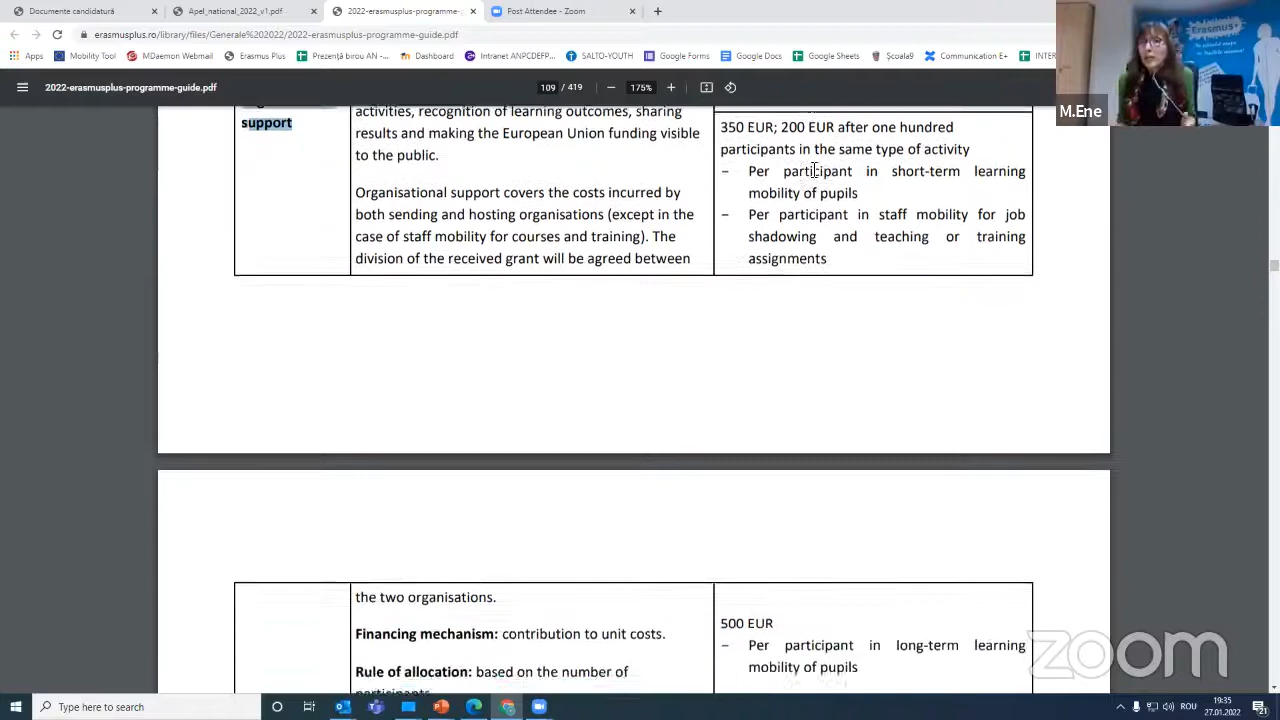 Documente candidatură
Apel_national_2022_v1.pdf
2022-erasmusplus-programme-
Post Attendee - Zoom
erasmusplus.ro/library/files/Generale%202022/2022-erasmusplus-programme-guide.pdf
Apps
Mobility Tool
MDaemon Webmail
Erasmus Plus
Prezență birou AN -...
ANPCDEFP...
Dashboard
Intranet ANPCDEFP...
SALTO-YOUTH
Google Forms
Google Docs
Google Sheets
Școala9
Communication E+
INTER
2022-erasmusplus-programme-guide.pdf
109 / 419
175%
Erasmus+
M.Ene
support
activities, recognition of learning outcomes, sharing
results and making the European Union funding visible
to the public.
Organisational support covers the costs incurred by
both sending and hosting organisations (except in the
case of staff mobility for courses and training). The
division of the received grant will be agreed between
350 EUR; 200 EUR after one hundred
participants in the same type of activity
– Per participant in short-term learning
mobility of pupils
– Per participant in staff mobility for job
shadowing and teaching or training
assignments
the two organisations.
Financing mechanism: contribution to unit costs.
Rule of allocation: based on the number of
participants.
500 EUR
– Per participant in long-term learning
mobility of pupils
zoom
Type here to search
ROU
19:35
27.01.2022